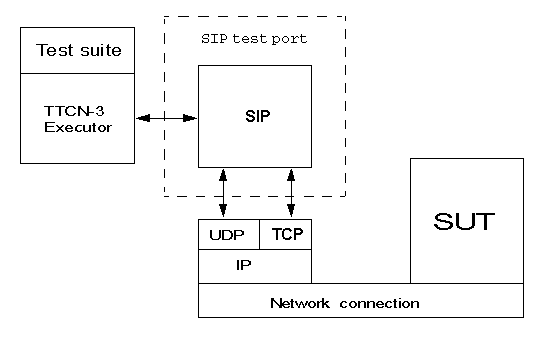 Test suite
TTCN-3
Executor
SIP test port
SIP
UDP
TCP
IP
SUT
Network connection